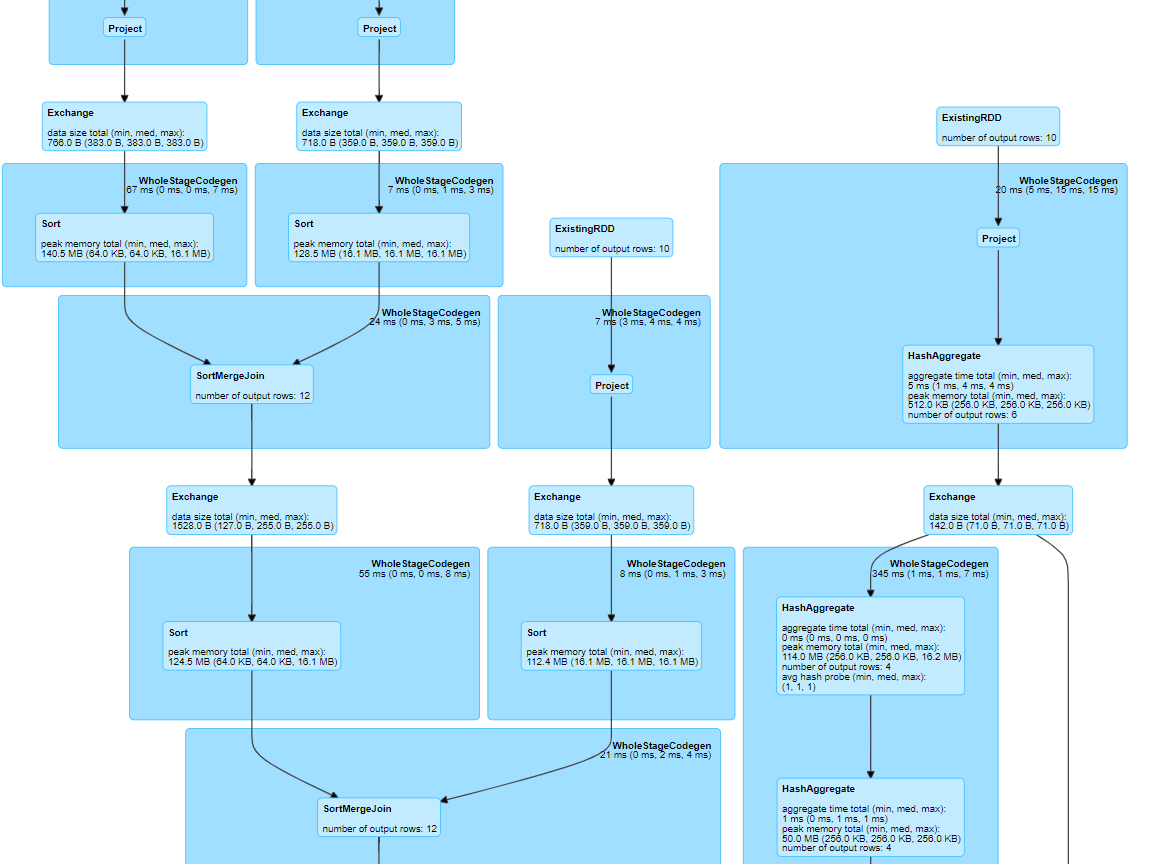 Project
Project
Exchange
data size total (min, med, max):
766.0 B (383.0 B, 383.0 B, 383.0 B)
Exchange
data size total (min, med, max):
718.0 B (359.0 B, 359.0 B, 359.0 B)
ExistingRDD
number of output rows: 10
WholeStageCodegen
67 ms (0 ms, 0 ms, 7 ms)
Sort
peak memory total (min, med, max):
140.5 MB (64.0 KB, 64.0 KB, 16.1 MB)
WholeStageCodegen
7 ms (0 ms, 1 ms, 3 ms)
Sort
peak memory total (min, med, max):
128.5 MB (16.1 MB, 16.1 MB, 16.1 MB)
ExistingRDD
number of output rows: 10
WholeStageCodegen
20 ms (5 ms, 15 ms, 15 ms)
Project
HashAggregate
aggregate time total (min, med, max):
5 ms (1 ms, 4 ms, 4 ms)
peak memory total (min, med, max):
512.0 KB (256.0 KB, 256.0 KB, 256.0 KB)
number of output rows: 6
WholeStageCodegen
24 ms (0 ms, 3 ms, 5 ms)
SortMergeJoin
number of output rows: 12
WholeStageCodegen
7 ms (3 ms, 4 ms, 4 ms)
Project
Exchange
data size total (min, med, max):
1528.0 B (127.0 B, 255.0 B, 255.0 B)
Exchange
data size total (min, med, max):
718.0 B (359.0 B, 359.0 B, 359.0 B)
Exchange
data size total (min, med, max):
142.0 B (71.0 B, 71.0 B, 71.0 B)
WholeStageCodegen
55 ms (0 ms, 0 ms, 8 ms)
Sort
peak memory total (min, med, max):
124.5 MB (64.0 KB, 64.0 KB, 16.1 MB)
WholeStageCodegen
8 ms (0 ms, 1 ms, 3 ms)
Sort
peak memory total (min, med, max):
112.4 MB (16.1 MB, 16.1 MB, 16.1 MB)
WholeStageCodegen
345 ms (1 ms, 1 ms, 7 ms)
HashAggregate
aggregate time total (min, med, max):
0 ms (0 ms, 0 ms, 0 ms)
peak memory total (min, med, max):
114.0 MB (256.0 KB, 256.0 KB, 16.2 MB)
number of output rows: 4
avg hash probe (min, med, max):
(1, 1, 1)
WholeStageCodegen
21 ms (0 ms, 2 ms, 4 ms)
SortMergeJoin
number of output rows: 12
HashAggregate
aggregate time total (min, med, max):
1 ms (0 ms, 1 ms, 1 ms)
peak memory total (min, med, max):
50.0 MB (256.0 KB, 256.0 KB, 256.0 KB)
number of output rows: 4